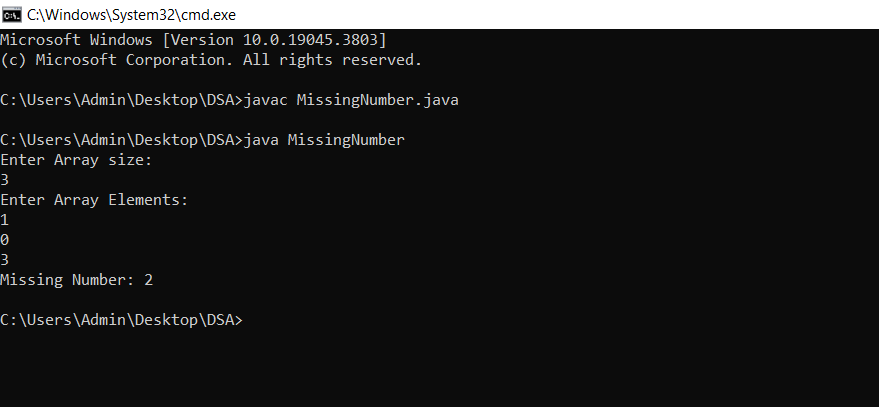 C:\Windows\System32\cmd.exe
Microsoft Windows [Version 10.0.19045.3803]
(c) Microsoft Corporation. All rights reserved.
C:\Users\Admin\Desktop\DSA>javac MissingNumber.java
C:\Users\Admin\Desktop\DSA>java MissingNumber
Enter Array size:
3
Enter Array Elements:
1
0
3
Missing Number: 2
C:\Users\Admin\Desktop\DSA>